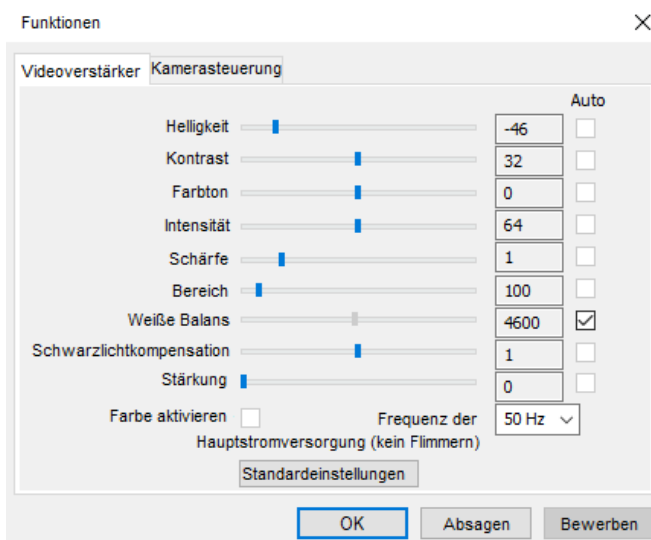 Funktionen
Videoverstärker Kamerasteuerung
Auto
Helligkeit -46
Kontrast 32
Farbton 0
Intensität 64
Schärfe 1
Bereich 100
Weiße Balans 4600
Schwarzlichtkompensation 1
Stärkung 0
Farbe aktivieren Frequenz der 50 Hz
Hauptstromversorgung (kein Flimmern)
Standardeinstellungen
OK Absagen Bewerben